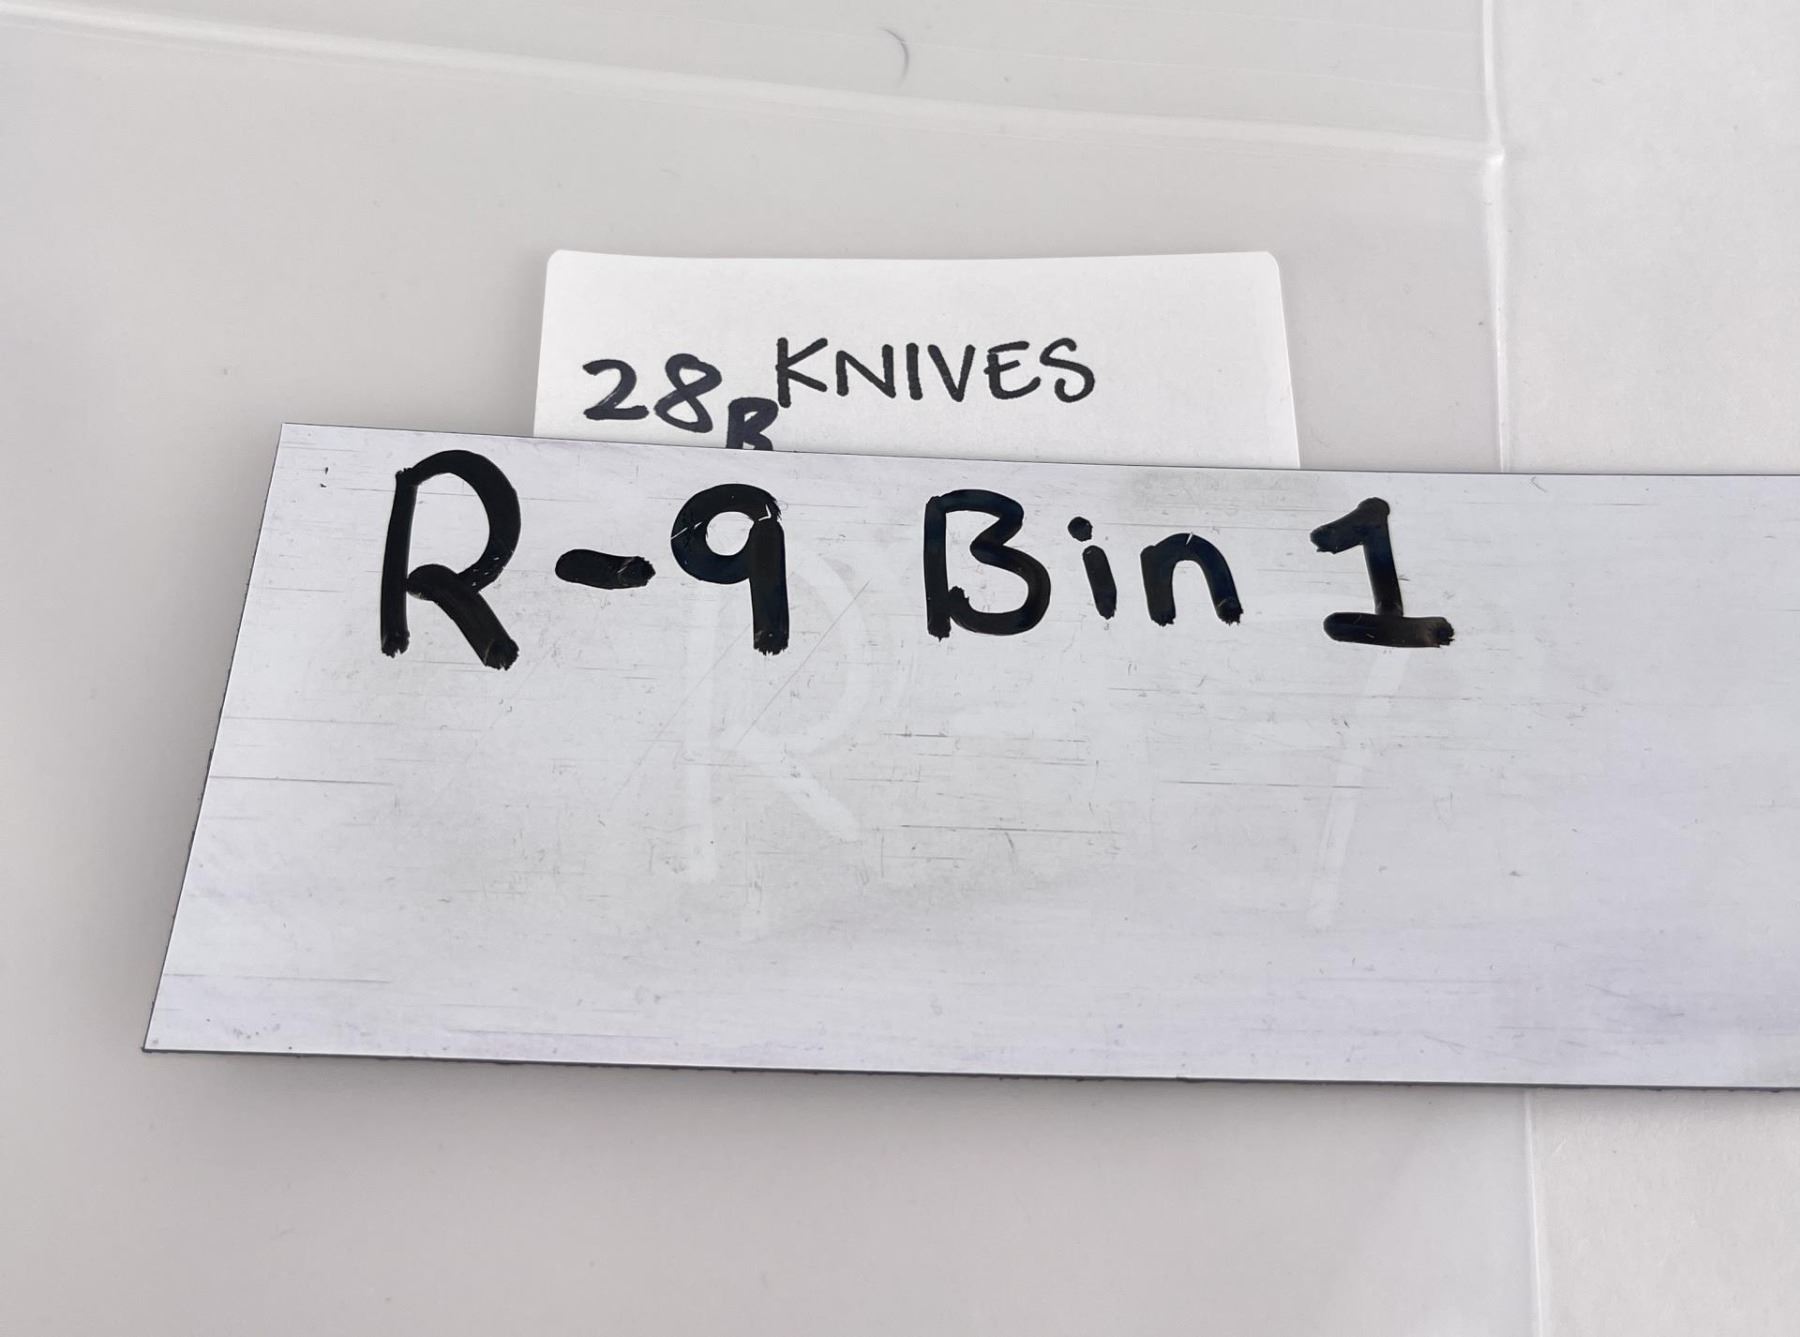 28B KNIVES
R-9 Bin 1